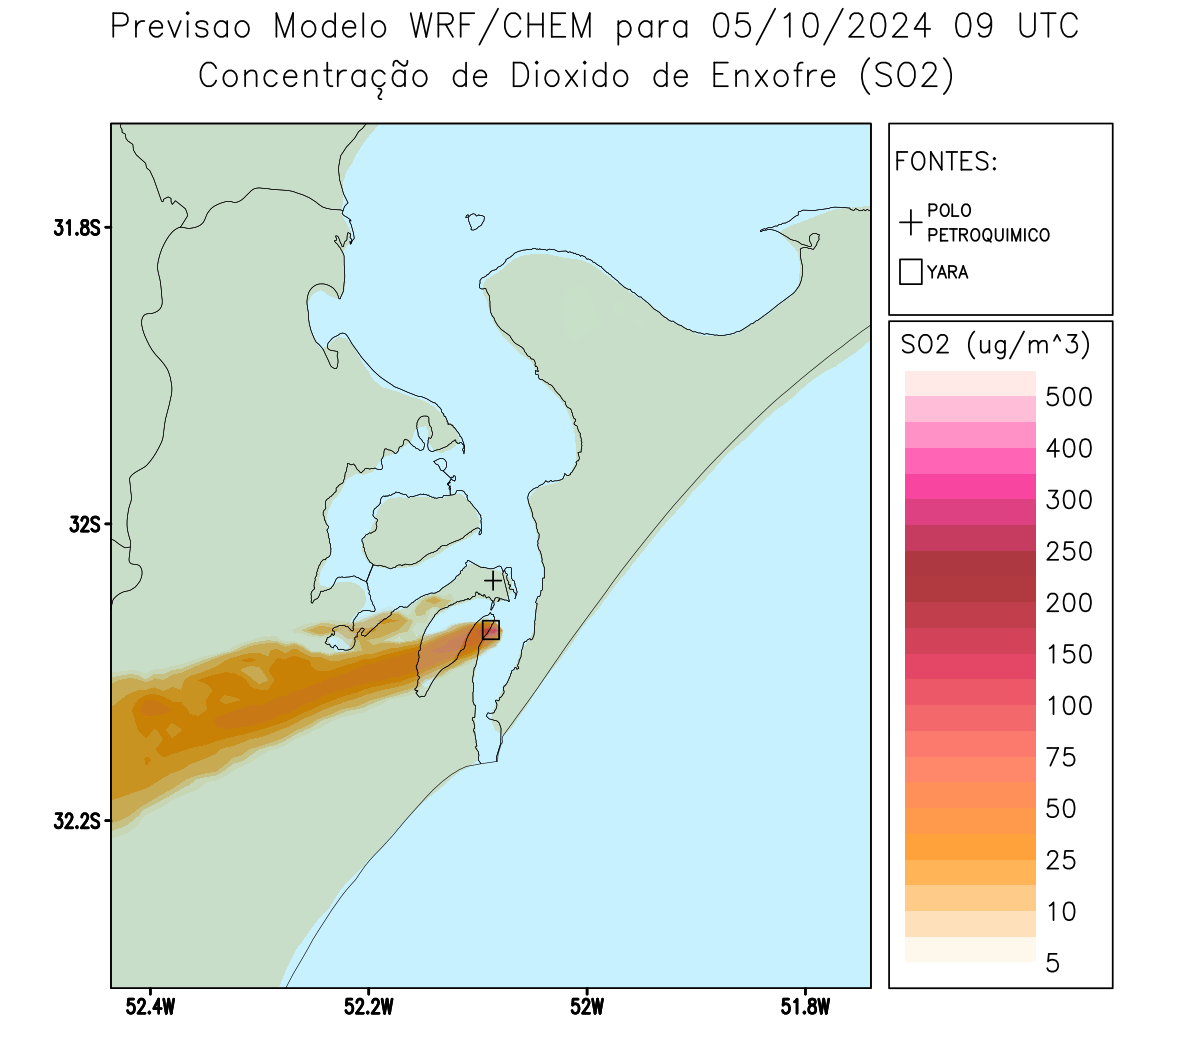 Previsao Modelo WRF/CHEM para 05/10/2024 09 UTC
Concentração de Dioxido de Enxofre (SO2)
FONTES:
POLO
PETROQUIMICO
YARA
SO2 (ug/m^3)
500
400
300
250
200
150
100
75
50
25
10
5
31.8S
32S
32.2S
52.4W
52.2W
52W
51.8W